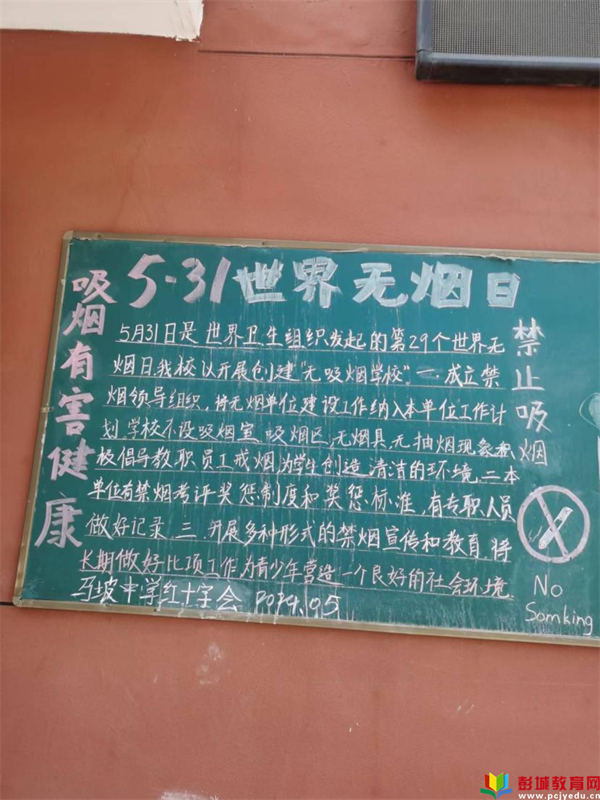 5·31世界无烟日
吸烟有害健康
5月31日是世界卫生组织发起的第29个世界无
烟日,我校以开展创建"无吸烟学校".一.成立禁
烟领导组织，将无烟单位建设工作纳入本单位工作计
划,学校不设吸烟室,吸烟区,无烟具,无抽烟现象,积
极倡导教职员工戒烟,为学生创造清洁的环境.二.本
单位有禁烟考评奖惩制度和奖惩标准,有专职人员
做好记录.三.开展多种形式的禁烟宣传和教育.将
长期做好比项工作为青少年营造一个良好的社会环境.
马坡中学红十字会 2019.05
禁止吸烟
No
Somking
彭城教育网
www.pcjyedu.cn